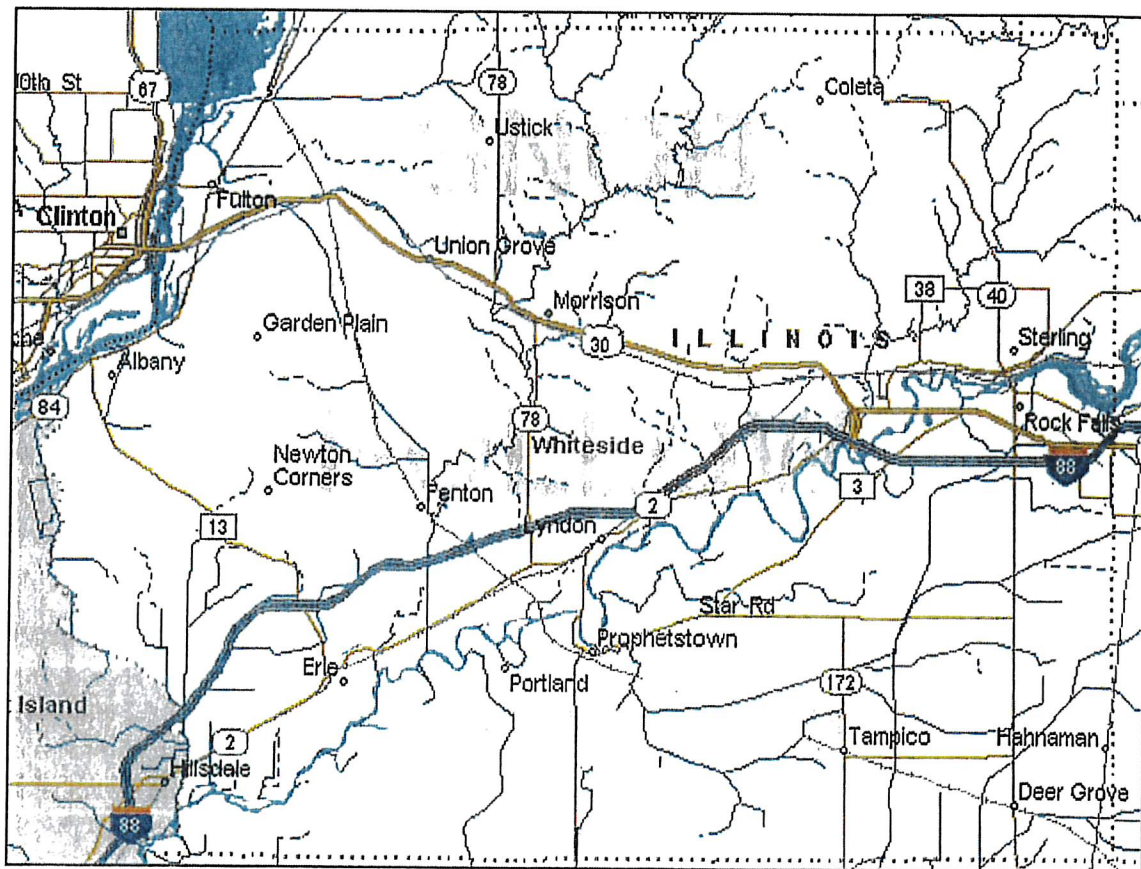 0th St
67
78
Coleta
Ustick
Fulton
Clinton
Union Grove
38
40
Morrison
ILLINOIS
30
Sterling
Garden Plain
che
Albany
84
78
Rock Falls
Whiteside
Newton
Corners
88
3
Fenton
2
13
Lyndon
Star Rd
Prophetstown
Erie
Portland
172
Island
2
Tampico
Hahnaman
Hillsdale
Deer Grove
88